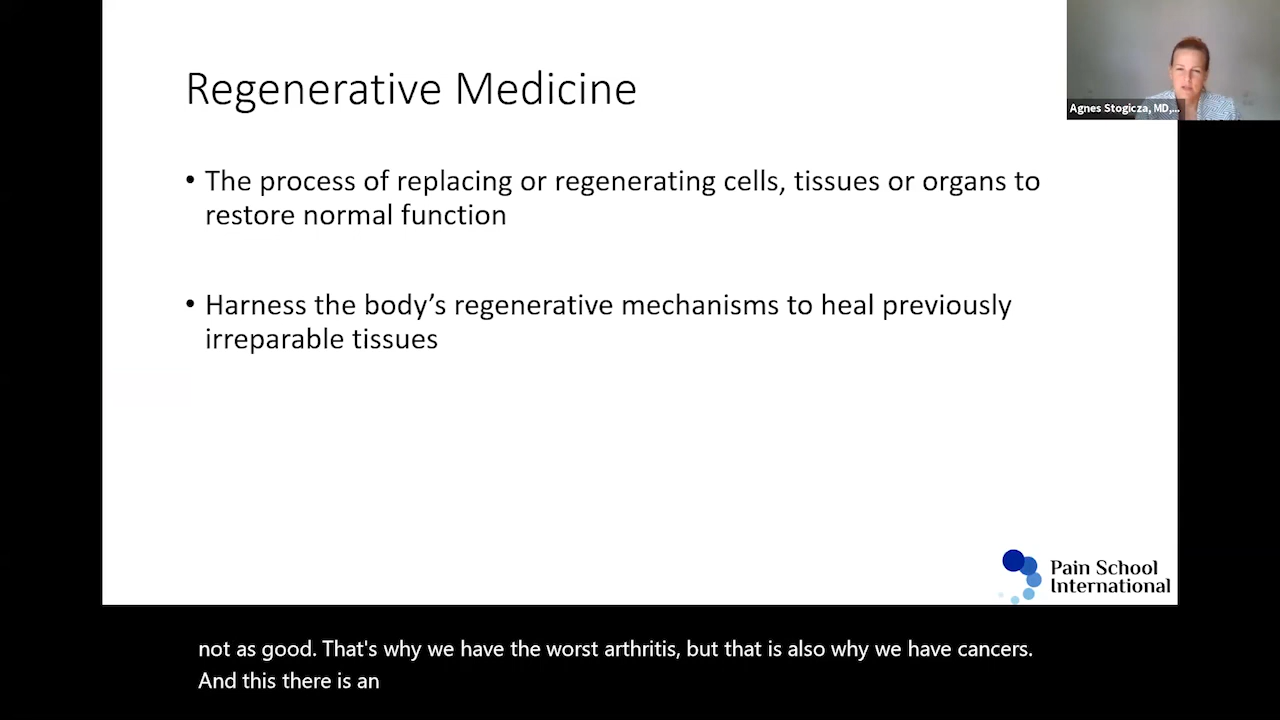 Regenerative Medicine
Agnes Stogicza, MD,...
• The process of replacing or regenerating cells, tissues or organs to
restore normal function
• Harness the body’s regenerative mechanisms to heal previously
irreparable tissues
Pain School
International
not as good. That's why we have the worst arthritis, but that is also why we have cancers.
And this there is an